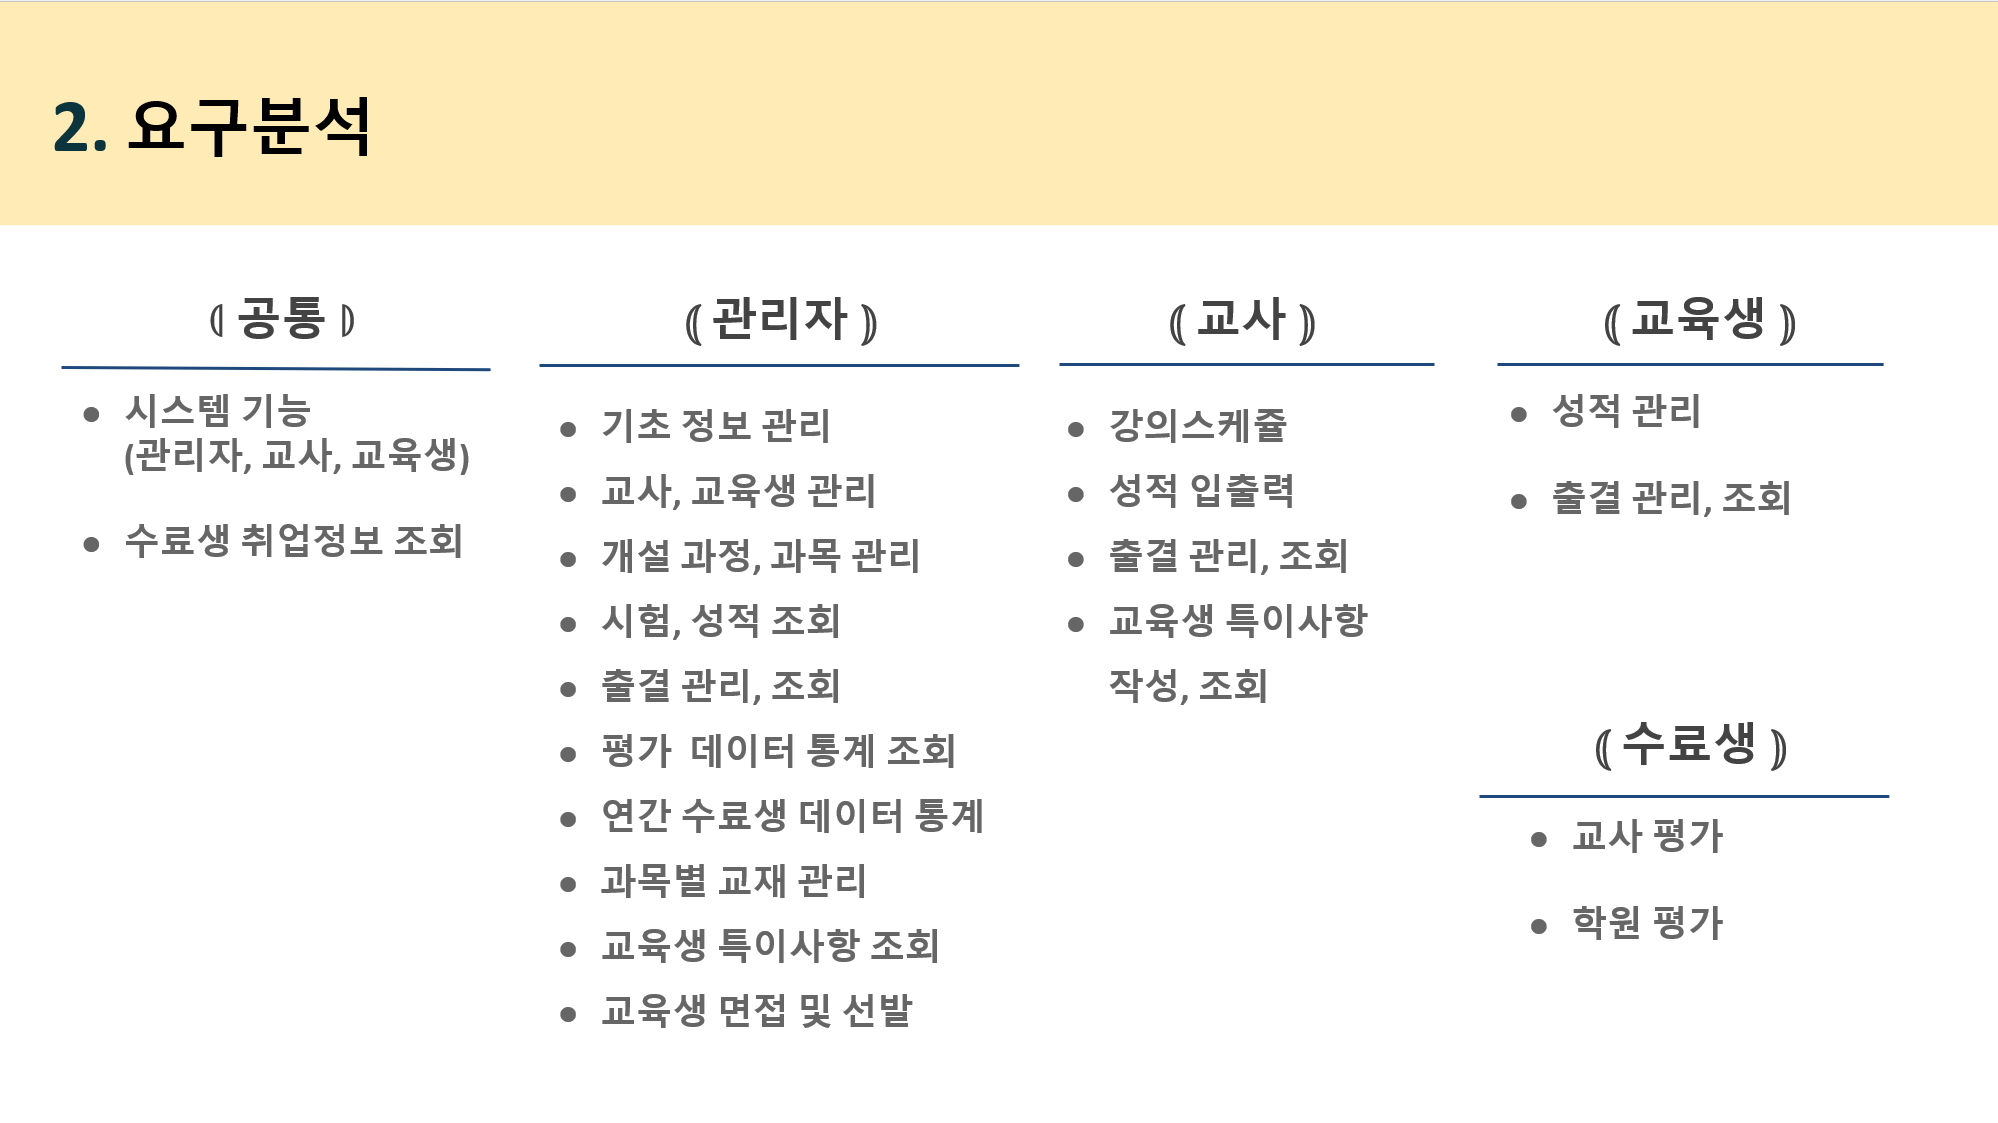 2. 요구분석
⦅ 공통 ⦆
● 시스템 기능
(관리자, 교사, 교육생)
● 수료생 취업정보 조회
⦅ 관리자 ⦆
● 기초 정보 관리
● 교사, 교육생 관리
● 개설 과정, 과목 관리
● 시험, 성적 조회
● 출결 관리, 조회
● 평가  데이터 통계 조회
● 연간 수료생 데이터 통계
● 과목별 교재 관리
● 교육생 특이사항 조회
● 교육생 면접 및 선발
⦅ 교사 ⦆
● 강의스케쥴
● 성적 입출력
● 출결 관리, 조회
● 교육생 특이사항
작성, 조회
⦅ 교육생 ⦆
● 성적 관리
● 출결 관리, 조회
⦅ 수료생 ⦆
● 교사 평가
● 학원 평가